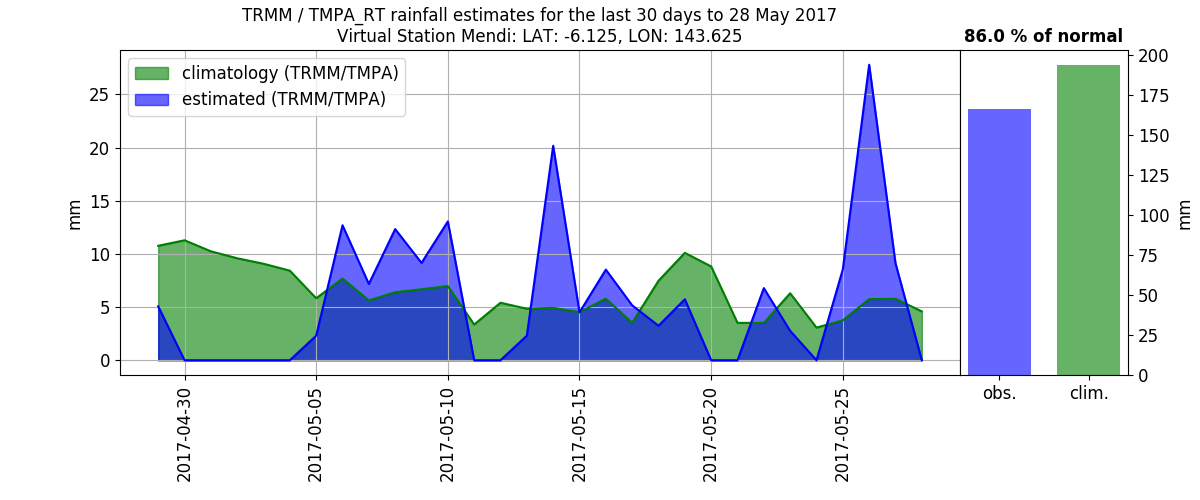 TRMM / TMPA_RT rainfall estimates for the last 30 days to 28 May 2017
Virtual Station Mendi: LAT: -6.125, LON: 143.625
86.0 % of normal
climatology (TRMM/TMPA)
estimated (TRMM/TMPA)
mm
25
20
15
10
5
0
2017-04-30
2017-05-05
2017-05-10
2017-05-15
2017-05-20
2017-05-25
obs.
clim.
200
175
150
125
100
75
50
25
0
mm